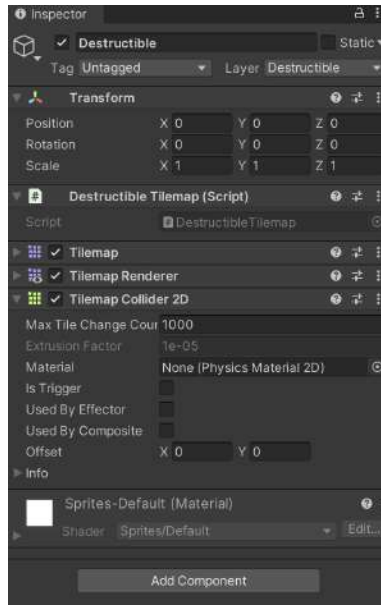 Inspector
Destructible Static
Tag Untagged Layer Destructible
Transform
Position X 0 Y 0 Z 0
Rotation X 0 Y 0 Z 0
Scale X 1 Y 1 Z 1
# Destructible Tilemap (Script)
Script # DestructibleTilemap
Tilemap
Tilemap Renderer
Tilemap Collider 2D
Max Tile Change Cour 1000
Extrusion Factor 1e-05
Material None (Physics Material 2D)
Is Trigger
Used By Effector
Used By Composite
Offset X 0 Y 0
Info
Sprites-Default (Material)
Shader Sprites/Default Edit...
Add Component